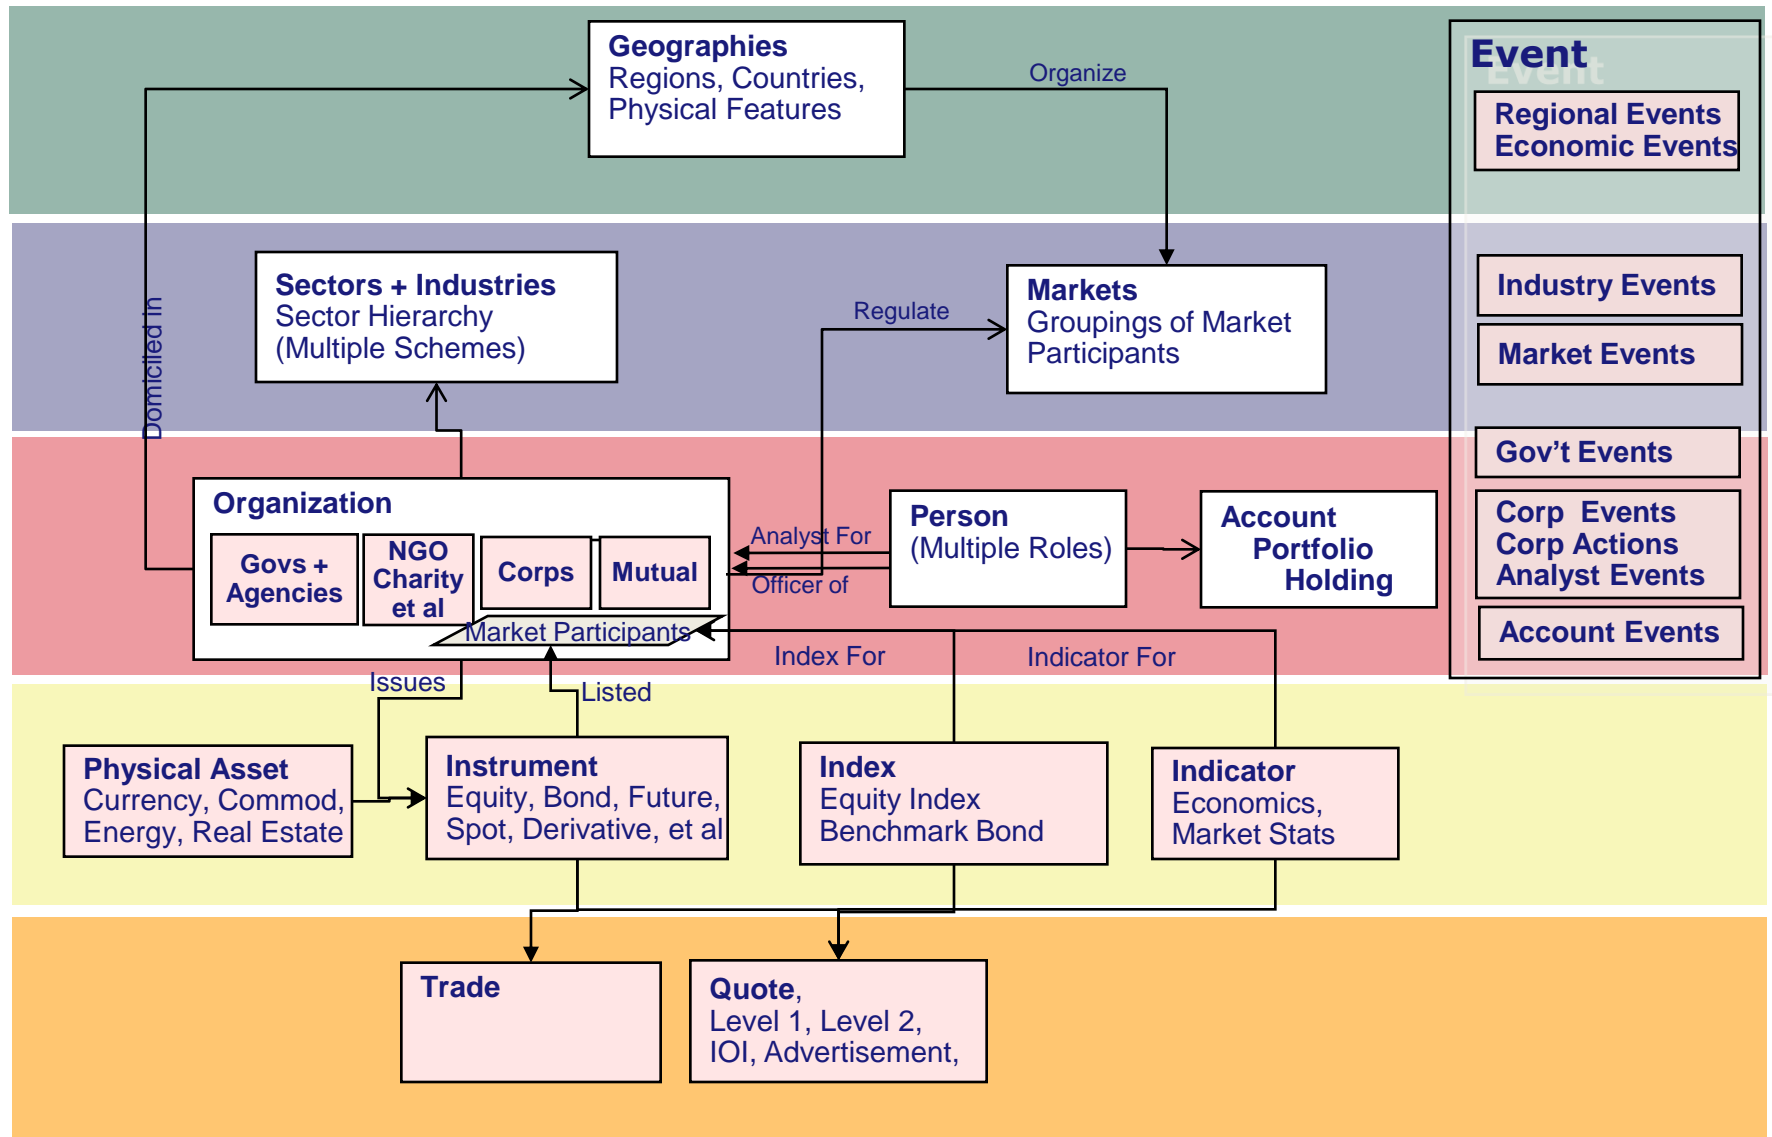 Geographies
Regions, Countries,
Physical Features
Organize
Event
Event
Regional Events
Economic Events
Domiciled in
Sectors + Industries
Sector Hierarchy
(Multiple Schemes)
Regulate
Markets
Groupings of Market
Participants
Industry Events
Market Events
Organization
Govs +
Agencies
NGO
Charity
et al
Corps
Mutual
Market Participants
Analyst For
Officer of
Person
(Multiple Roles)
Account
Portfolio
Holding
Gov't Events
Corp  Events
Corp Actions
Analyst Events
Account Events
Index For
Indicator For
Issues
Listed
Physical Asset
Currency, Commod,
Energy, Real Estate
Instrument
Equity, Bond, Future,
Spot, Derivative, et al
Index
Equity Index
Benchmark Bond
Indicator
Economics,
Market Stats
Trade
Quote,
Level 1, Level 2,
IOI, Advertisement,